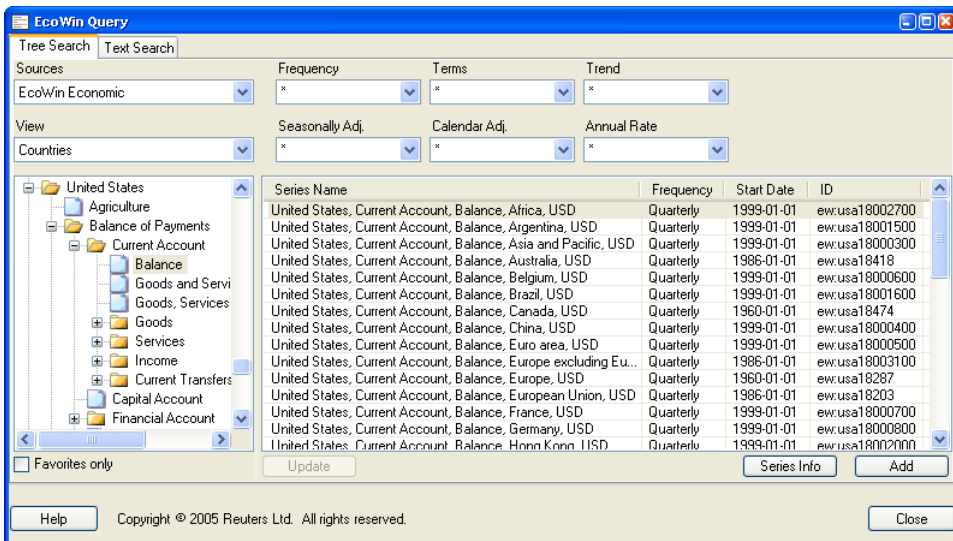 EcoWin Query
Tree Search Text Search
Sources Frequency Terms Trend
EcoWin Economic * * *
View Seasonally Adj. Calendar Adj. Annual Rate
Countries * * *
United States
Agriculture
Balance of Payments
Current Account
Balance
Goods and Servi
Goods, Services
Goods
Services
Income
Current Transfers
Capital Account
Financial Account
Series Name Frequency Start Date ID
United States, Current Account, Balance, Africa, USD Quarterly 1999-01-01 ew:usa18002700
United States, Current Account, Balance, Argentina, USD Quarterly 1999-01-01 ew:usa18001500
United States, Current Account, Balance, Asia and Pacific, USD Quarterly 1999-01-01 ew:usa18000300
United States, Current Account, Balance, Australia, USD Quarterly 1986-01-01 ew:usa18418
United States, Current Account, Balance, Belgium, USD Quarterly 1999-01-01 ew:usa18000600
United States, Current Account, Balance, Brazil, USD Quarterly 1999-01-01 ew:usa18001600
United States, Current Account, Balance, Canada, USD Quarterly 1960-01-01 ew:usa18474
United States, Current Account, Balance, China, USD Quarterly 1999-01-01 ew:usa18000400
United States, Current Account, Balance, Euro area, USD Quarterly 1999-01-01 ew:usa18000500
United States, Current Account, Balance, Europe excluding Eu... Quarterly 1986-01-01 ew:usa18003100
United States, Current Account, Balance, Europe, USD Quarterly 1960-01-01 ew:usa18287
United States, Current Account, Balance, European Union, USD Quarterly 1986-01-01 ew:usa18203
United States, Current Account, Balance, France, USD Quarterly 1999-01-01 ew:usa18000700
United States, Current Account, Balance, Germany, USD Quarterly 1999-01-01 ew:usa18000800
United States, Current Account, Balance, Hong Kong, USD Quarterly 1999-01-01 ew:usa18002000
Favorites only Update Series Info Add
Help Copyright © 2005 Reuters Ltd. All rights reserved. Close